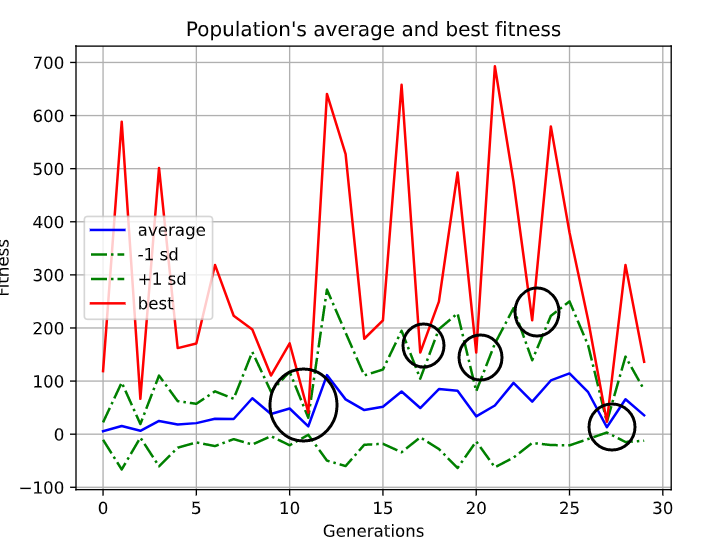 Population's average and best fitness
700
600
500
400
300
200
100
0
−100
Fitness
average
-1 sd
+1 sd
best
0 5 10 15 20 25 30
Generations